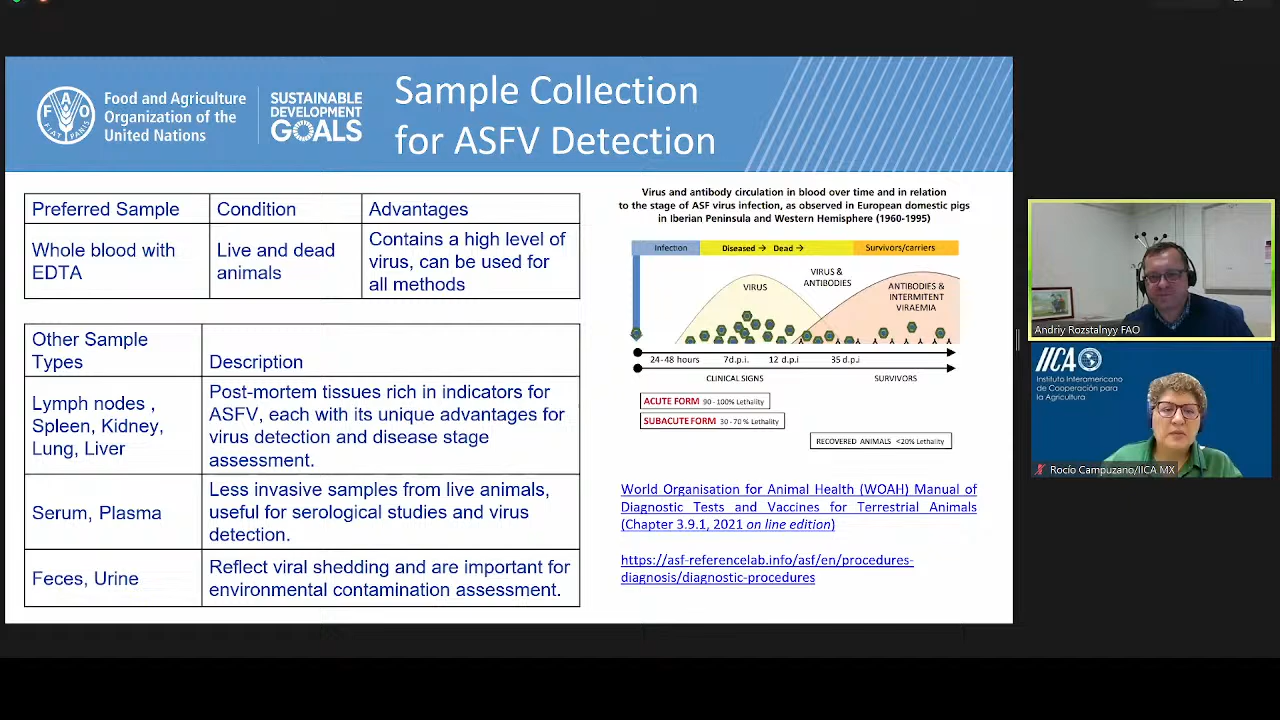 Food and Agriculture
Organization of the
United Nations
F A O
FIAT PANIS
SUSTAINABLE
DEVELOPMENT
GOALS
Sample Collection
for ASFV Detection
Preferred Sample Condition Advantages
Whole blood with EDTA
Live and dead animals
Contains a high level of
virus, can be used for
all methods
Other Sample
Types
Description
Lymph nodes ,
Spleen, Kidney,
Lung, Liver
Post-mortem tissues rich in indicators for
ASFV, each with its unique advantages for
virus detection and disease stage
assessment.
Serum, Plasma
Less invasive samples from live animals,
useful for serological studies and virus
detection.
Feces, Urine
Reflect viral shedding and are important for
environmental contamination assessment.
Virus and antibody circulation in blood over time and in relation
to the stage of ASF virus infection, as observed in European domestic pigs
in Iberian Peninsula and Western Hemisphere (1960-1995)
Infection Diseased → Dead → Survivors/carriers
VIRUS
VIRUS &
ANTIBODIES
ANTIBODIES &
INTERMITENT
VIRAEMIA
24-48 hours 7d.p.i. 12 d.p.i 35 d.p.i
CLINICAL SIGNS SURVIVORS
ACUTE FORM 90 - 100% Lethality
SUBACUTE FORM 30 - 70 % Lethality
RECOVERED ANIMALS <20% Lethality
World Organisation for Animal Health (WOAH) Manual of
Diagnostic Tests and Vaccines for Terrestrial Animals
(Chapter 3.9.1, 2021 on line edition)
https://asf-referencelab.info/asf/en/procedures-
diagnosis/diagnostic-procedures
Andriy Rozstalnyy FAO
IICA
Instituto Interamericano
de Cooperación para
la Agricultura
Rocío Campuzano/IICA MX